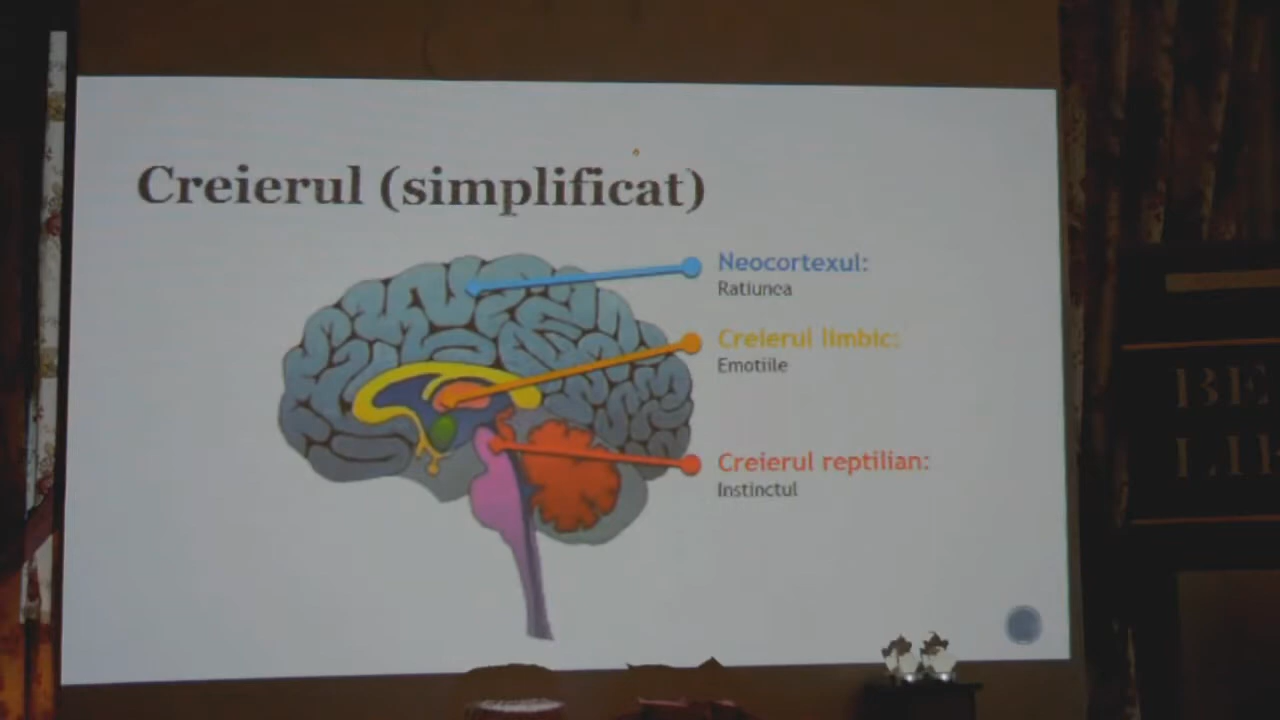 Creierul (simplificat)
Neocortexul:
Ratiunea
Creierul limbic:
Emotiile
Creierul reptilian:
Instinctul